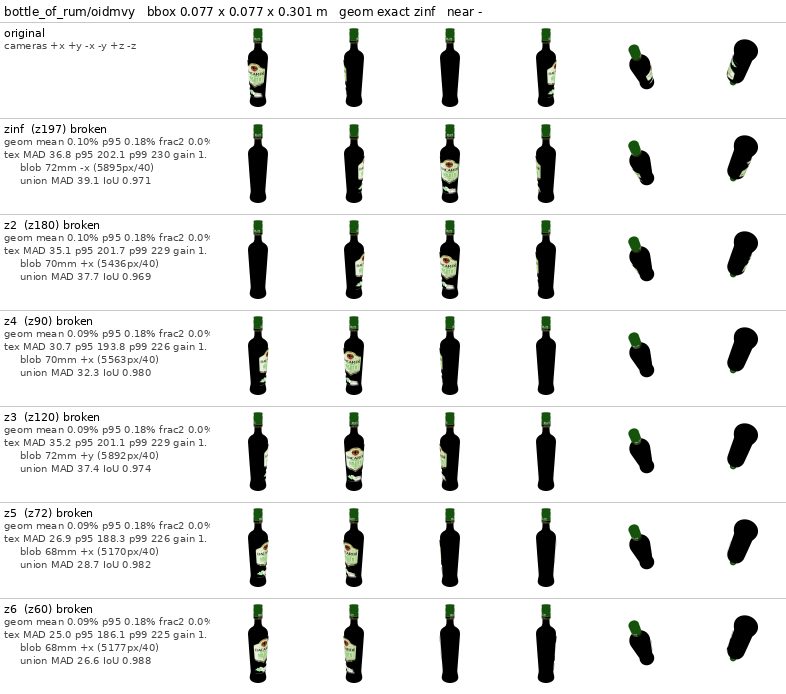 bottle_of_rum/oidmvy bbox 0.077 x 0.077 x 0.301 m geom exact zinf near -
original
cameras +x +y -x -y +z -z
zinf (z197) broken
geom mean 0.10% p95 0.18% frac2 0.0%
tex MAD 36.8 p95 202.1 p99 230 gain 1.
blob 72mm -x (5895px/40)
union MAD 39.1 IoU 0.971
z2 (z180) broken
geom mean 0.10% p95 0.18% frac2 0.0%
tex MAD 35.1 p95 201.7 p99 229 gain 1.
blob 70mm +x (5436px/40)
union MAD 37.7 IoU 0.969
z4 (z90) broken
geom mean 0.09% p95 0.18% frac2 0.0%
tex MAD 30.7 p95 193.8 p99 226 gain 1.
blob 70mm +x (5563px/40)
union MAD 32.3 IoU 0.980
z3 (z120) broken
geom mean 0.09% p95 0.18% frac2 0.0%
tex MAD 35.2 p95 201.1 p99 229 gain 1.
blob 72mm +y (5892px/40)
union MAD 37.4 IoU 0.974
z5 (z72) broken
geom mean 0.09% p95 0.18% frac2 0.0%
tex MAD 26.9 p95 188.3 p99 226 gain 1.
blob 68mm +x (5170px/40)
union MAD 28.7 IoU 0.982
z6 (z60) broken
geom mean 0.09% p95 0.18% frac2 0.0%
tex MAD 25.0 p95 186.1 p99 225 gain 1.
blob 68mm +x (5177px/40)
union MAD 26.6 IoU 0.988